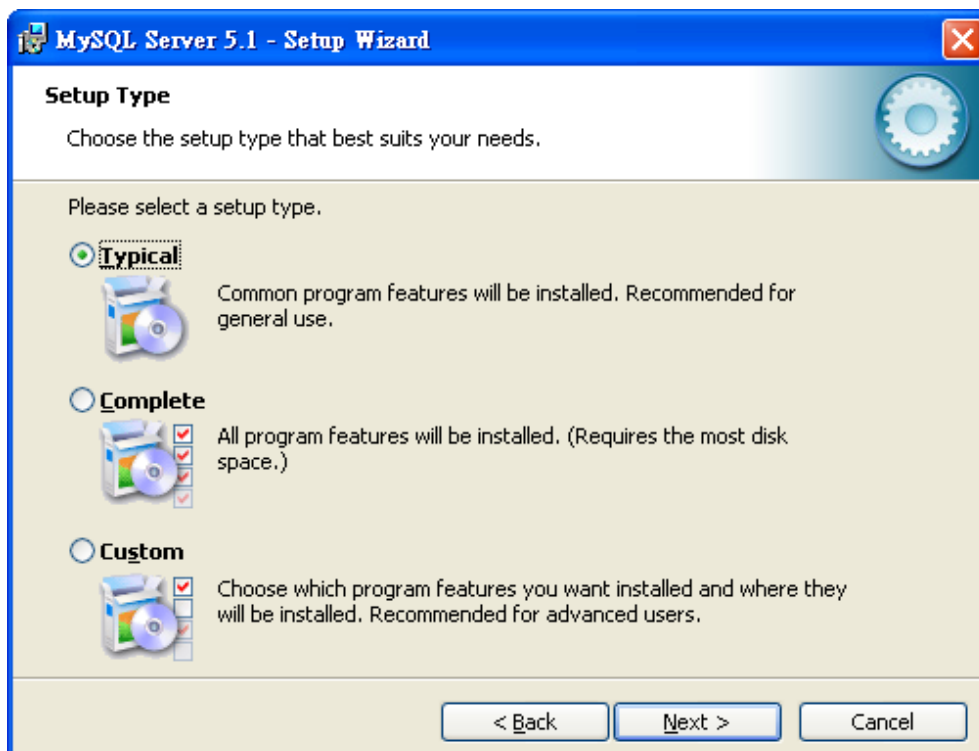 MySQL Server 5.1 - Setup Wizard
Setup Type
Choose the setup type that best suits your needs.
Please select a setup type.
Typical
Common program features will be installed. Recommended for
general use.
Complete
All program features will be installed. (Requires the most disk
space.)
Custom
Choose which program features you want installed and where they
will be installed. Recommended for advanced users.
< Back
Next >
Cancel